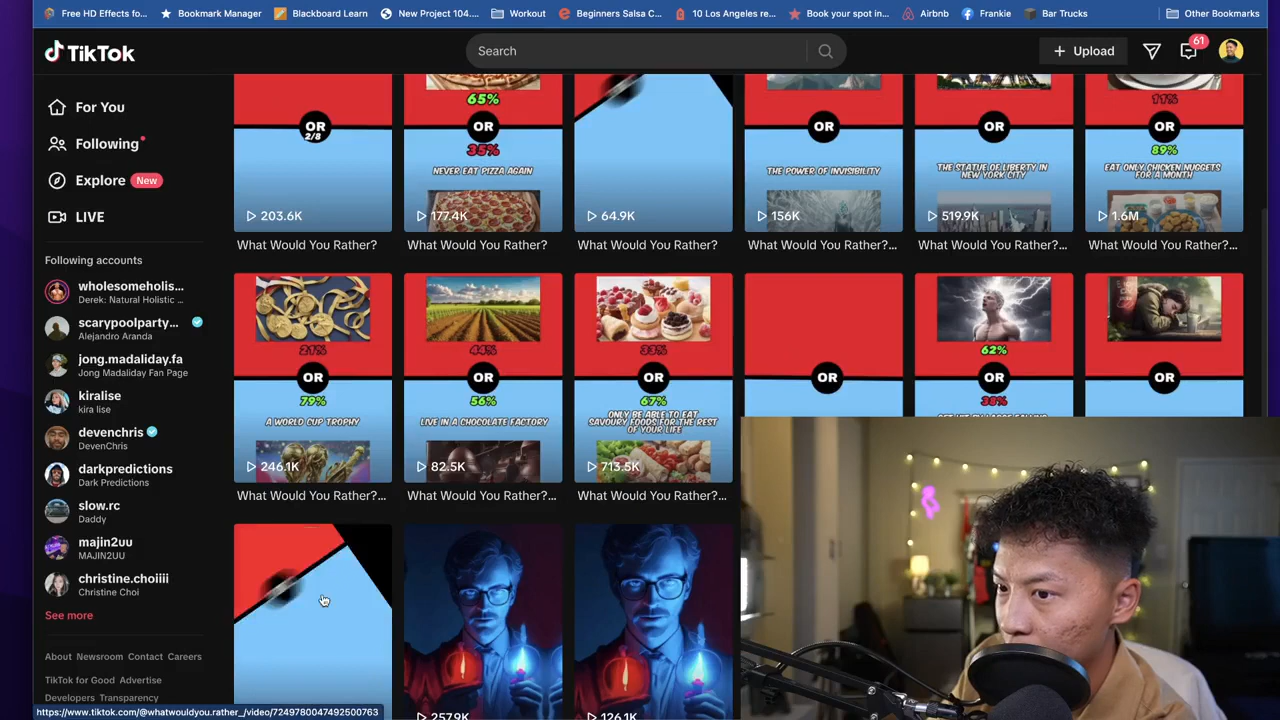 Free HD Effects fo...
Bookmark Manager
Blackboard Learn
New Project 104....
Workout
Beginners Salsa C...
10 Los Angeles re...
Book your spot in...
Airbnb
Frankie
Bar Trucks
Other Bookmarks
TikTok
Search
Upload
61
For You
Following
Explore New
LIVE
Following accounts
wholesomeholis...
Derek: Natural Holistic ...
scarypoolparty...
Alejandro Aranda
jong.madaliday.fa
Jong Madaliday Fan Page
kiralise
kira lise
devenchris
DevenChris
darkpredictions
Dark Predictions
slow.rc
Daddy
majin2uu
MAJIN2UU
christine.choiiii
Christine Choi
See more
About Newsroom Contact Careers
TikTok for Good Advertise
Developers Transparency
https://www.tiktok.com/@whatwouldyou.rather_/video/7249780047492500763
OR
2/8
203.6K
What Would You Rather?
65%
OR
35%
NEVER EAT PIZZA AGAIN
177.4K
What Would You Rather?
64.9K
What Would You Rather?
OR
THE POWER OF INVISIBILITY
156K
What Would You Rather?...
OR
THE STATUE OF LIBERTY IN
NEW YORK CITY
519.9K
What Would You Rather?...
11%
OR
89%
EAT ONLY CHICKEN NUGGETS
FOR A MONTH
1.6M
What Would You Rather?...
21%
OR
79%
A WORLD CUP TROPHY
246.1K
What Would You Rather?...
44%
OR
56%
LIVE IN A CHOCOLATE FACTORY
82.5K
What Would You Rather?...
33%
OR
67%
ONLY BE ABLE TO EAT
SAVOURY FOODS FOR THE REST
OF YOUR LIFE
713.5K
What Would You Rather?...
OR
62%
OR
38%
OR
257.9K
126.1K